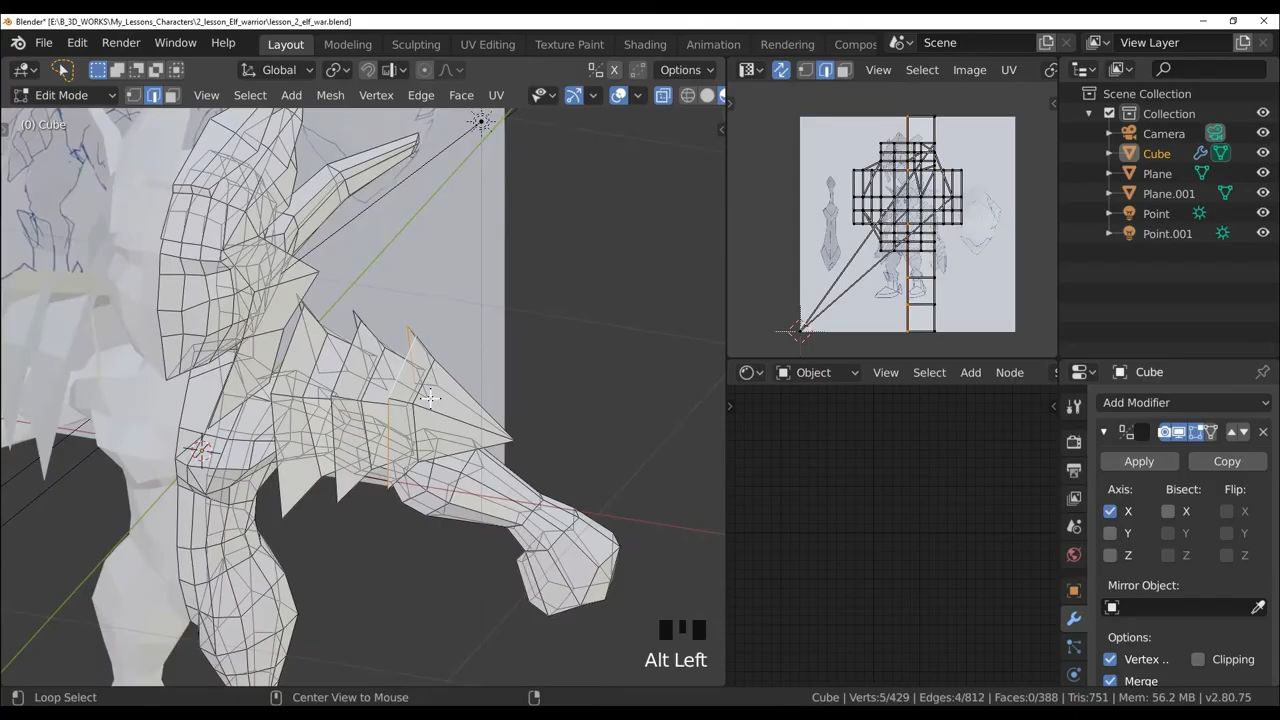 Blender* [E:\B_3D_WORKS\My_Lessons_Characters\2_lesson_Elf_warrior\lesson_2_elf_war.blend]
File Edit Render Window Help Layout Modeling Sculpting UV Editing Texture Paint Shading Animation Rendering Compos Scene View Layer
Global X Options View Select Image UV
Edit Mode View Select Add Mesh Vertex Edge Face UV
(0) Cube
Scene Collection
Collection
Camera
Cube
Plane
Plane.001
Point
Point.001
Object View Select Add Node
Cube
Add Modifier
Apply Copy
Axis: Bisect: Flip:
X X X
Y Y Y
Z Z Z
Mirror Object:
Options:
Vertex .. Clipping
Merge
Alt Left
Loop Select Center View to Mouse Cube | Verts:5/429 | Edges:4/812 | Faces:0/388 | Tris:751 | Mem: 56.2 MB | v2.80.75